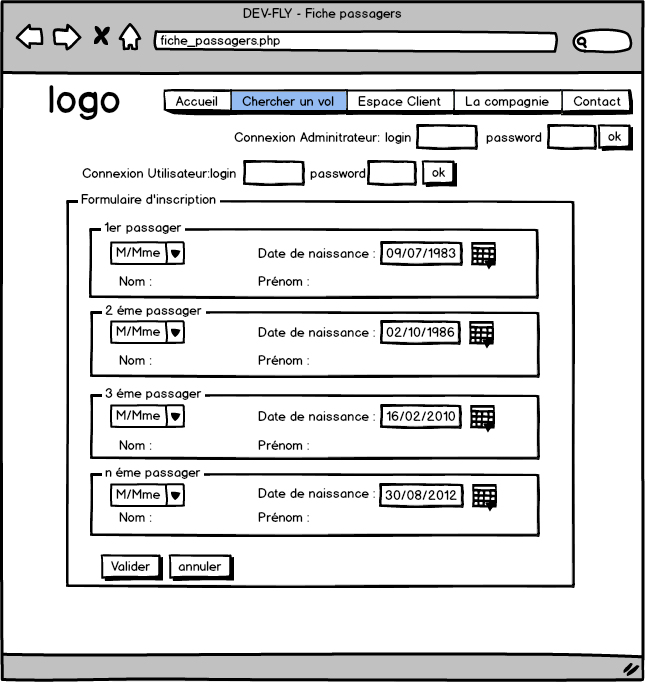 DEV-FLY - Fiche passagers
fiche_passagers.php
logo
Accueil Chercher un vol Espace Client La compagnie Contact
Connexion Adminitrateur: login password ok
Connexion Utilisateur:login password ok
Formulaire d'inscription
1er passager
M/Mme Date de naissance : 09/07/1983
Nom : Prénom :
2 éme passager
M/Mme Date de naissance : 02/10/1986
Nom : Prénom :
3 éme passager
M/Mme Date de naissance : 16/02/2010
Nom : Prénom :
n éme passager
M/Mme Date de naissance : 30/08/2012
Nom : Prénom :
Valider annuler